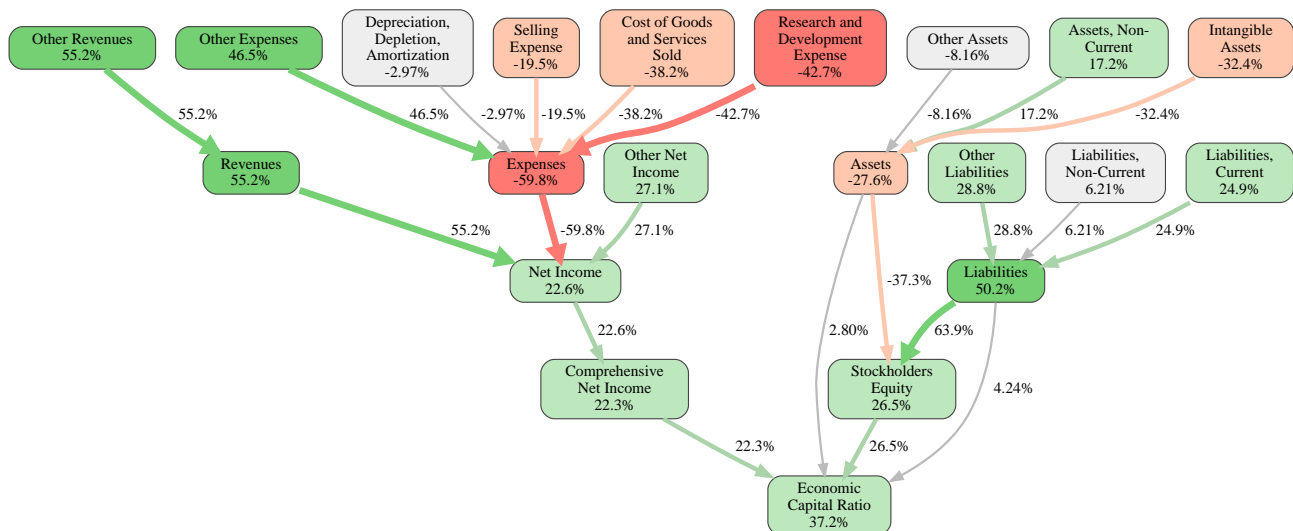 Other Revenues
55.2%
Other Expenses
46.5%
Depreciation,
Depletion,
Amortization
-2.97%
Selling
Expense
-19.5%
Cost of Goods
and Services
Sold
-38.2%
Research and
Development
Expense
-42.7%
Other Assets
-8.16%
Assets, Non-
Current
17.2%
Intangible
Assets
-32.4%
55.2%
46.5%
-2.97%
-19.5%
-38.2%
-42.7%
-8.16%
17.2%
-32.4%
Revenues
55.2%
Expenses
-59.8%
Other Net
Income
27.1%
Assets
-27.6%
Other
Liabilities
28.8%
Liabilities,
Non-Current
6.21%
Liabilities,
Current
24.9%
55.2%
-59.8%
27.1%
28.8%
6.21%
24.9%
Net Income
22.6%
-37.3%
Liabilities
50.2%
22.6%
2.80%
63.9%
Comprehensive
Net Income
22.3%
Stockholders
Equity
26.5%
4.24%
22.3%
26.5%
Economic
Capital Ratio
37.2%